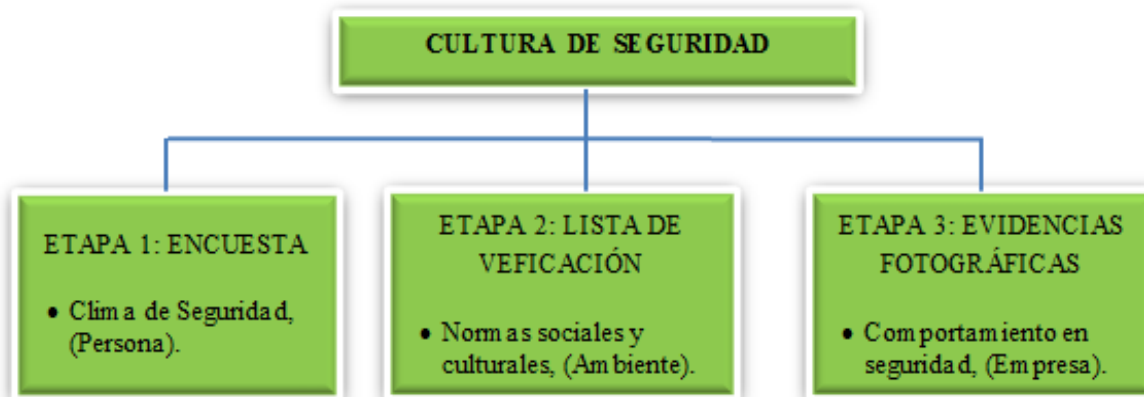 CULTURA DE SEGURIDAD
ETAPA 1: ENCUESTA
• Clima de Seguridad,
(Persona).
ETAPA 2: LISTA DE
VEFICACIÓN
• Normas sociales y
culturales, (Ambiente).
ETAPA 3: EVIDENCIAS
FOTOGRÁFICAS
• Comportamiento en
seguridad, (Empresa).